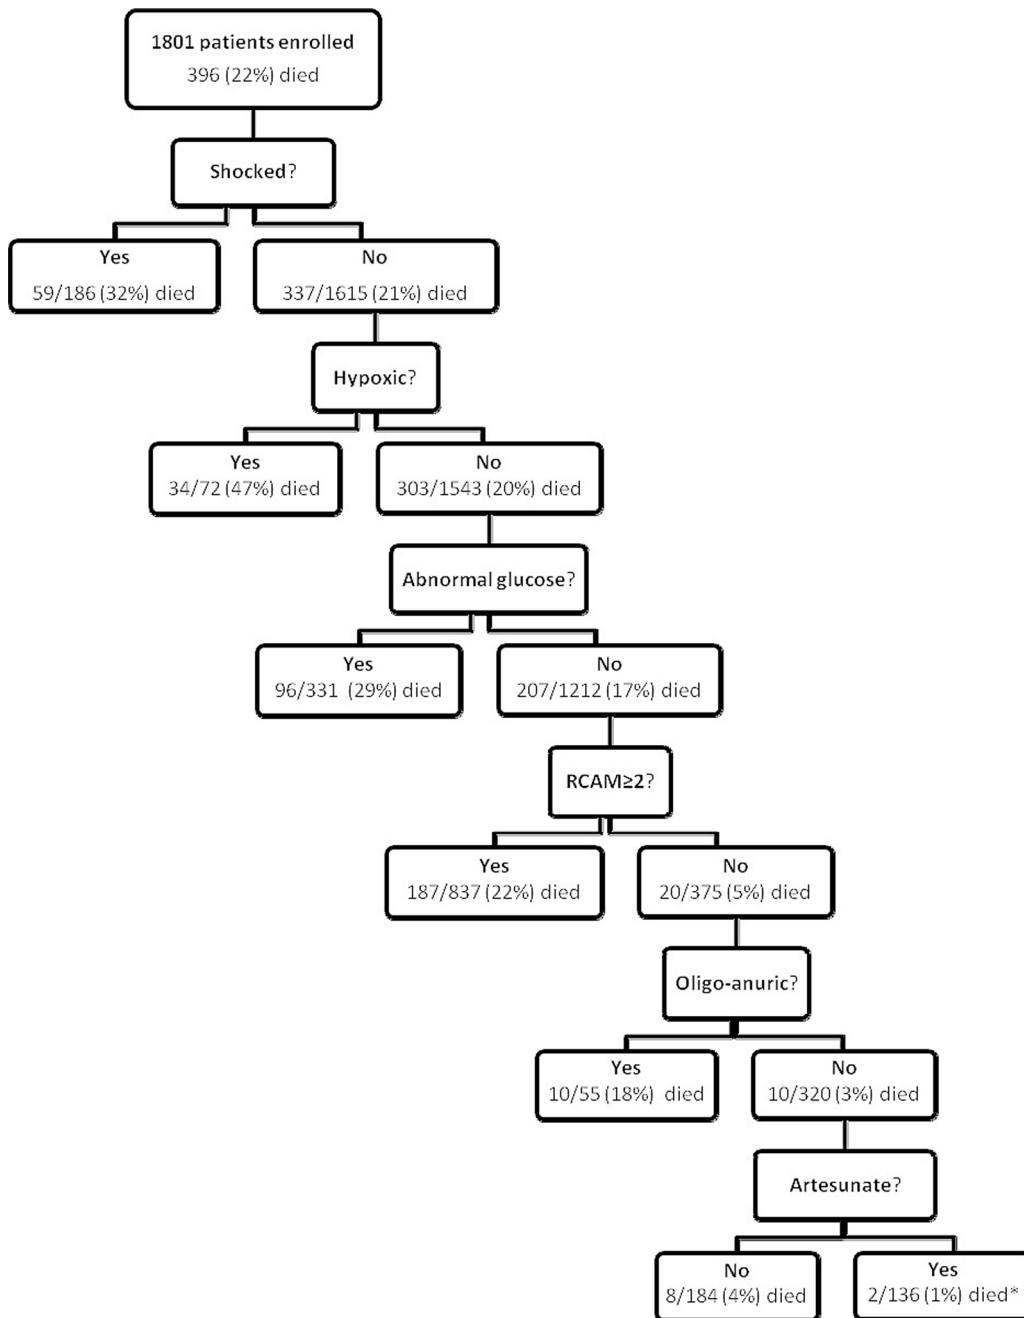 1801 patients enrolled
396 (22%) died
Shocked?
Yes
59/186 (32%) died
No
337/1615 (21%) died
Hypoxic?
Yes
34/72 (47%) died
No
303/1543 (20%) died
Abnormal glucose?
Yes
96/331 (29%) died
No
207/1212 (17%) died
RCAM≥2?
Yes
187/837 (22%) died
No
20/375 (5%) died
Oligo-anuric?
Yes
10/55 (18%) died
No
10/320 (3%) died
Artesunate?
No
8/184 (4%) died
Yes
2/136 (1%) died*